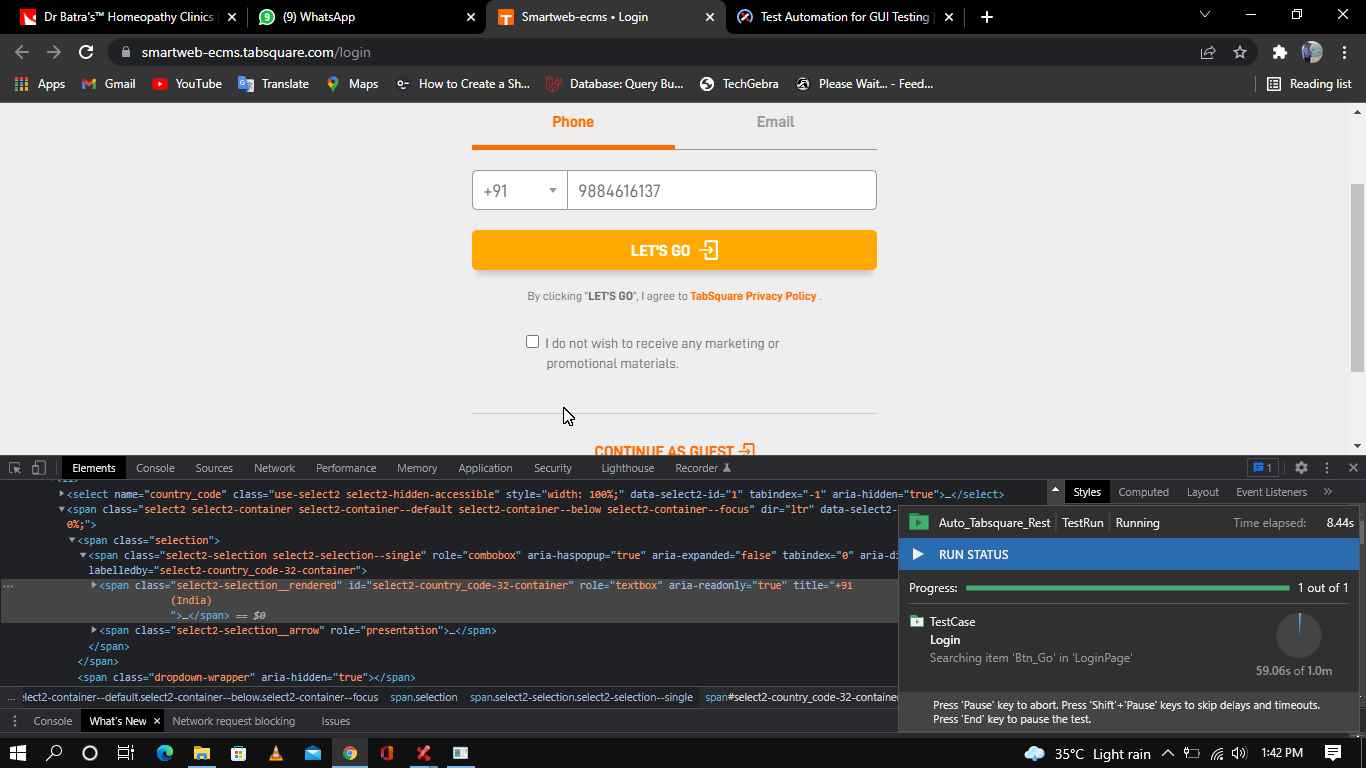 Dr Batra's™ Homeopathy Clinics
(9) WhatsApp
Smartweb-ecms • Login
Test Automation for GUI Testing
smartweb-ecms.tabsquare.com/login
Apps
Gmail
YouTube
Translate
Maps
How to Create a Sh...
Database: Query Bu...
TechGebra
Please Wait... - Feed...
Reading list
Phone
Email
+91
9884616137
LET'S GO
By clicking "LET'S GO", I agree to TabSquare Privacy Policy .
I do not wish to receive any marketing or
promotional materials.
CONTINUE AS GUEST
Elements
Console
Sources
Network
Performance
Memory
Application
Security
Lighthouse
Recorder
1
<select name="country_code" class="use-select2 select2-hidden-accessible" style="width: 100%;" data-select2-id="1" tabindex="-1" aria-hidden="true">…</select>
<span class="select2 select2-container select2-container--default select2-container--below select2-container--focus" dir="ltr" data-select2-
0%;">
<span class="selection">
<span class="select2-selection select2-selection--single" role="combobox" aria-haspopup="true" aria-expanded="false" tabindex="0" aria-di
labelledby="select2-country_code-32-container">
<span class="select2-selection__rendered" id="select2-country_code-32-container" role="textbox" aria-readonly="true" title="+91
(India)
">…</span> == $0
<span class="select2-selection__arrow" role="presentation">…</span>
</span>
</span>
<span class="dropdown-wrapper" aria-hidden="true"></span>
... elect2-container--default.select2-container--below.select2-container--focus span.selection span.select2-selection.select2-selection--single span#select2-country_code-32-containe
Styles
Computed
Layout
Event Listeners
»
Auto_Tabsquare_Rest
TestRun
Running
Time elapsed: 8.44s
RUN STATUS
Progress: 1 out of 1
TestCase
Login
Searching item 'Btn_Go' in 'LoginPage'
59.06s of 1.0m
Press 'Pause' key to abort. Press 'Shift'+'Pause' keys to skip delays and timeouts.
Press 'End' key to pause the test.
Console
What's New
Network request blocking
Issues
35°C Light rain
1:42 PM